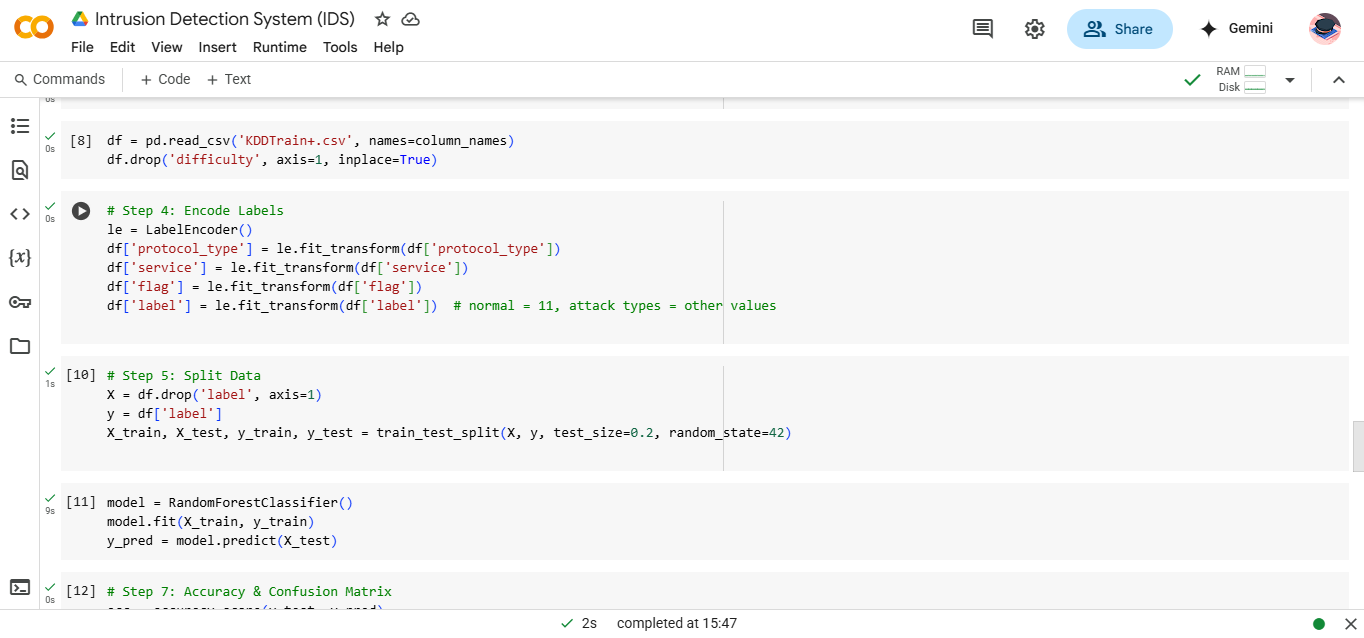 CO Intrusion Detection System (IDS)
File Edit View Insert Runtime Tools Help
Share
Gemini
Commands + Code + Text
RAM
Disk
0s
0s
[8] df = pd.read_csv('KDDTrain+.csv', names=column_names)
df.drop('difficulty', axis=1, inplace=True)
0s
# Step 4: Encode Labels
le = LabelEncoder()
df['protocol_type'] = le.fit_transform(df['protocol_type'])
df['service'] = le.fit_transform(df['service'])
df['flag'] = le.fit_transform(df['flag'])
df['label'] = le.fit_transform(df['label'])  # normal = 11, attack types = other values
1s
[10] # Step 5: Split Data
X = df.drop('label', axis=1)
y = df['label']
X_train, X_test, y_train, y_test = train_test_split(X, y, test_size=0.2, random_state=42)
9s
[11] model = RandomForestClassifier()
model.fit(X_train, y_train)
y_pred = model.predict(X_test)
0s
[12] # Step 7: Accuracy & Confusion Matrix
2s completed at 15:47